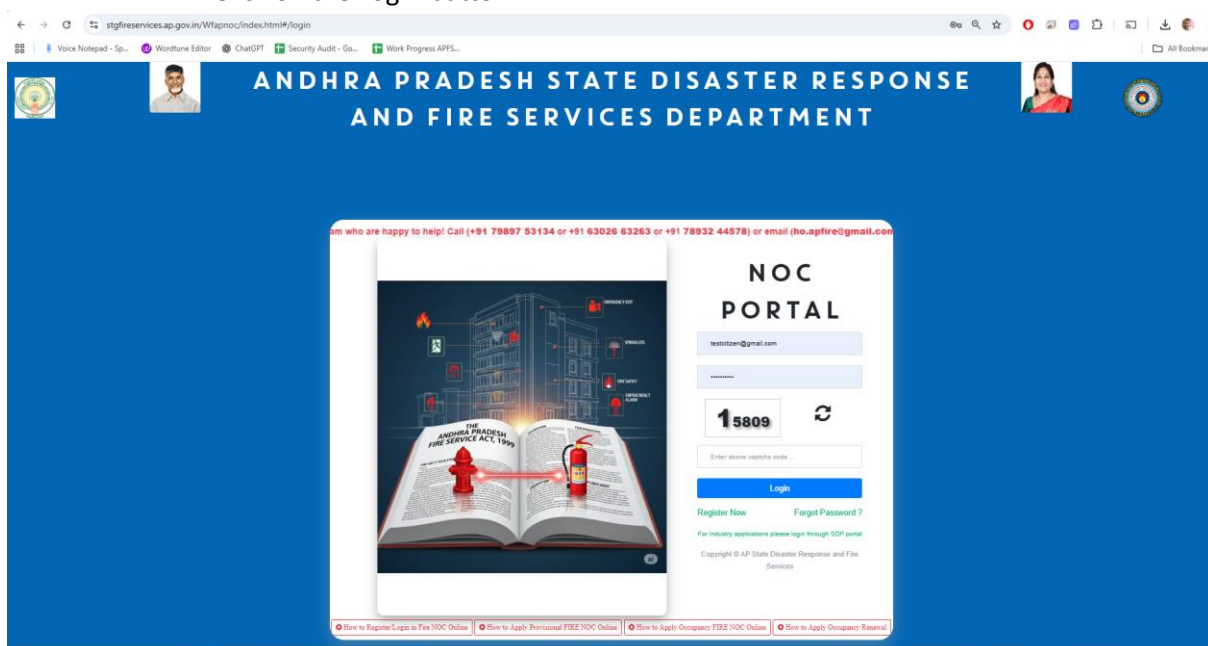 stgfireservices.ap.gov.in/Wfapnoc/index.html#/login
Voice Notepad - Sp... Wordtune Editor ChatGPT Security Audit - Go... Work Progress APFS...
All Bookmar
ANDHRA PRADESH STATE DISASTER RESPONSE
AND FIRE SERVICES DEPARTMENT
am who are happy to help! Call (+91 79897 53134 or +91 63026 63263 or +91 78932 44578) or email (ho.apfire@gmail.com
EMERGENCY EXIT
SPRINKLERS
FIRE SAFETY
ALARM
THE
ANDHRA PRADESH
FIRE SERVICE ACT, 1999
NOC
PORTAL
testcitizen@gmail.com
15809
Enter above captcha code ...
Login
Register Now Forgot Password ?
For Industry applications please login through SDP portal
Copyright @ AP State Disaster Response and Fire
Services
How to Register/Login in Fire NOC Online How to Apply Provisional FIRE NOC Online How to Apply Occupancy FIRE NOC Online How to Apply Occupancy Renewal